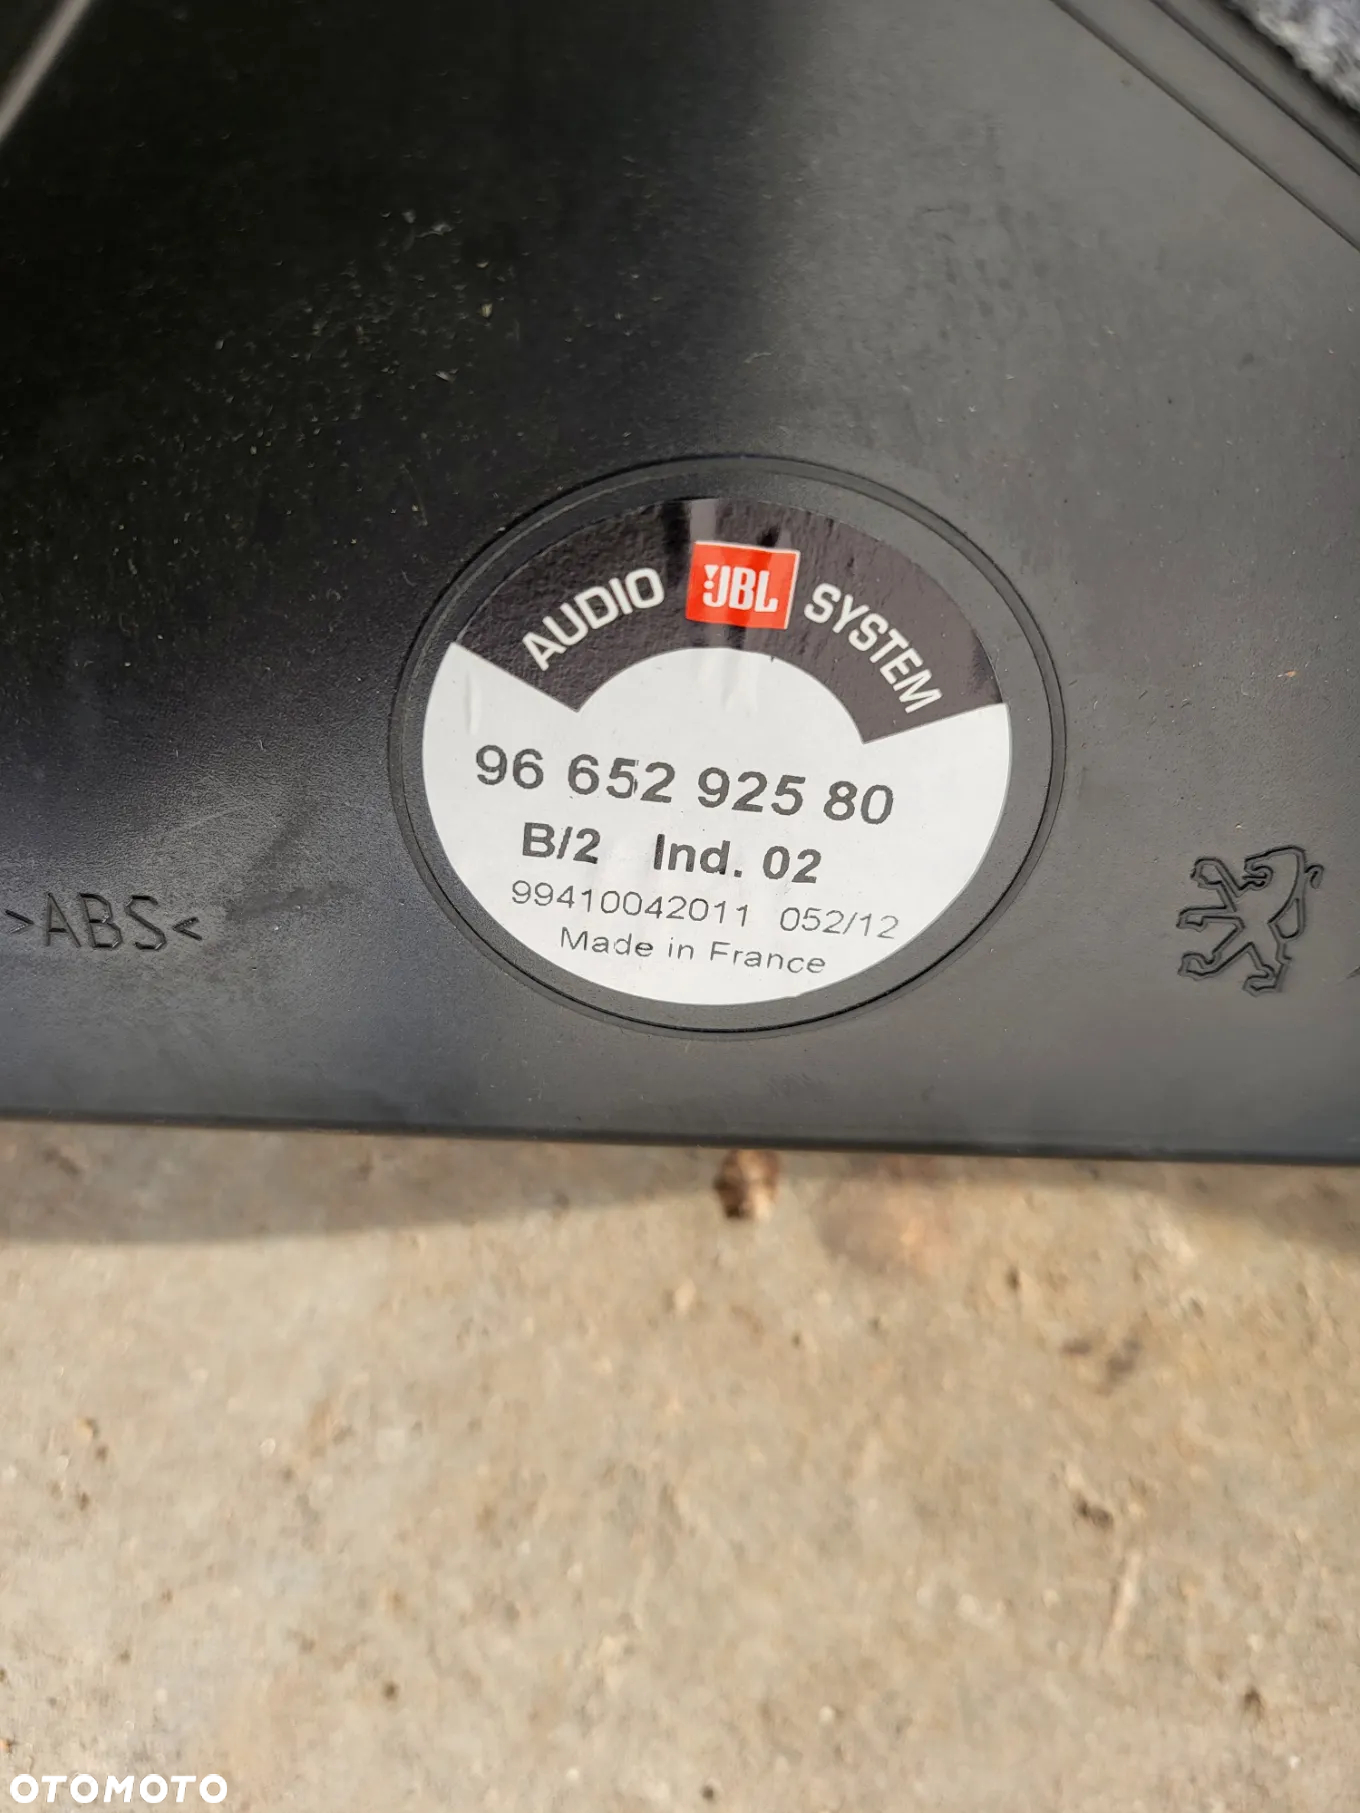 AUDIO JBL SYSTEM
96 652 925 80
B/2 Ind. 02
99410042011 052/12
Made in France
>ABS<
OTOMOTO